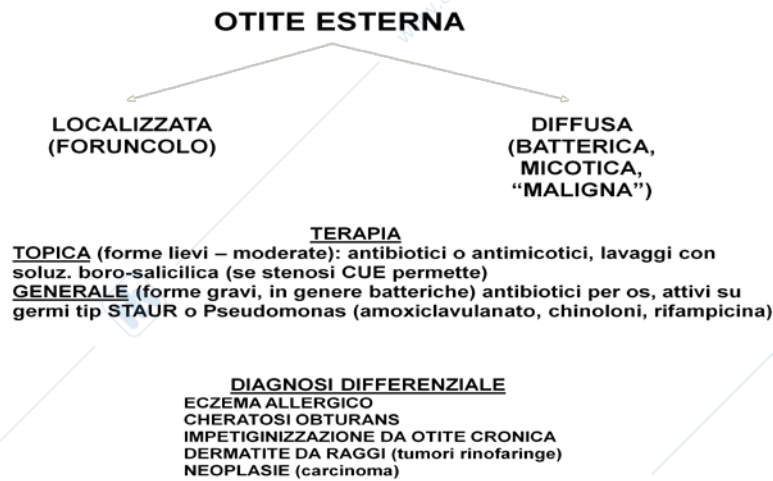 OTITE ESTERNA
LOCALIZZATA
(FORUNCOLO)
DIFFUSA
(BATTERICA,
MICOTICA,
“MALIGNA”)
TERAPIA
TOPICA (forme lievi – moderate): antibiotici o antimicotici, lavaggi con
soluz. boro-salicilica (se stenosi CUE permette)
GENERALE (forme gravi, in genere batteriche) antibiotici per os, attivi su
germi tip STAUR o Pseudomonas (amoxiclavulanato, chinoloni, rifampicina)
DIAGNOSI DIFFERENZIALE
ECZEMA ALLERGICO
CHERATOSI OBTURANS
IMPETIGINIZZAZIONE DA OTITE CRONICA
DERMATITE DA RAGGI (tumori rinofaringe)
NEOPLASIE (carcinoma)